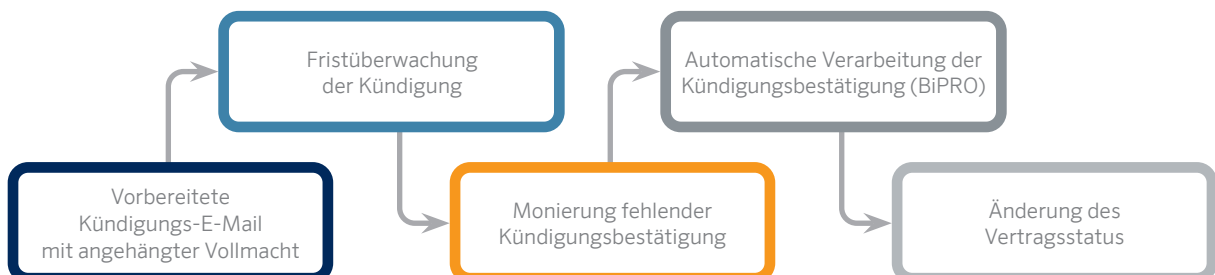 Vorbereitete
Kündigungs-E-Mail
mit angehängter Vollmacht
Fristüberwachung
der Kündigung
Monierung fehlender
Kündigungsbestätigung
Automatische Verarbeitung der
Kündigungsbestätigung (BiPRO)
Änderung des
Vertragsstatus